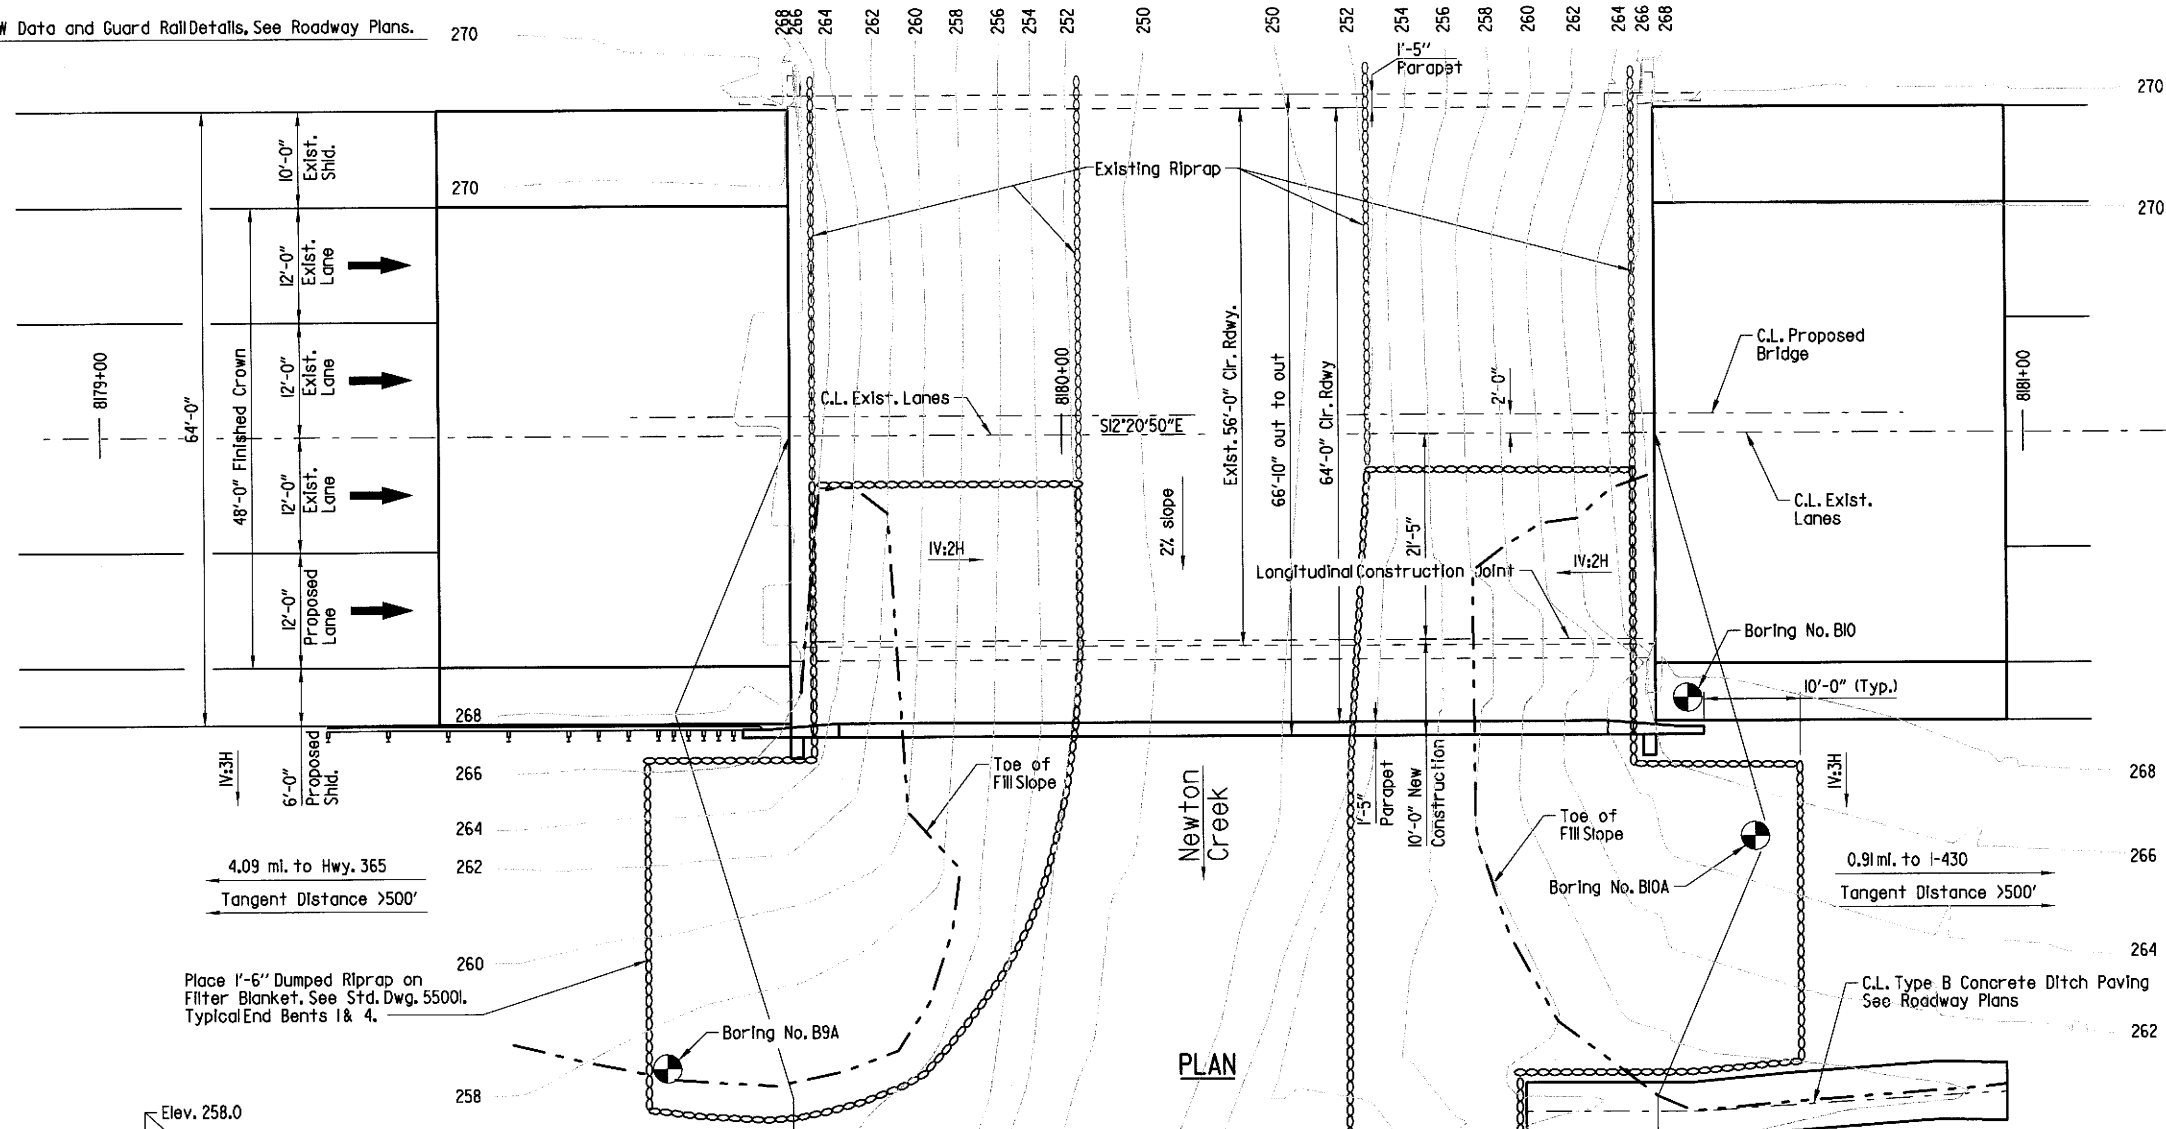 W Data and Guard Rail Details, See Roadway Plans.
270
268
266
264
262
260
258
256
254
252
250
250
252
254
256
258
260
262
264
266
268
1'-5"
Parapet
270
10'-0"
Exist.
Shld.
270
Existing Riprap
270
12'-0"
Exist.
Lane
8179+00
64'-0"
48'-0" Finished Crown
12'-0"
Exist.
Lane
C.L. Exist. Lanes
8180+00
S12°20'50"E
Exist. 56'-0" Clr. Rdwy.
66'-10" out to out
64'-0" Clr. Rdwy
2'-0"
C.L. Proposed
Bridge
8181+00
12'-0"
Exist.
Lane
2% slope
21'-5"
C.L. Exist.
Lanes
1V:2H
Longitudinal Construction Joint
1V:2H
12'-0"
Proposed
Lane
Boring No. B10
10'-0" (Typ.)
268
1V:3H
6'-0"
Proposed
Shld.
266
Toe of
Fill Slope
Newton
Creek
1'-5"
Parapet
10'-0" New
Construction
Toe of
Fill Slope
1V:3H
268
264
4.09 mi. to Hwy. 365
262
Tangent Distance >500'
Boring No. B10A
0.91 mi. to I-430
266
Tangent Distance >500'
264
260
Place 1'-6" Dumped Riprap on
Filter Blanket. See Std. Dwg. 55001.
Typical End Bents 1 & 4.
C.L. Type B Concrete Ditch Paving
See Roadway Plans
262
Boring No. B9A
PLAN
258
Elev. 258.0